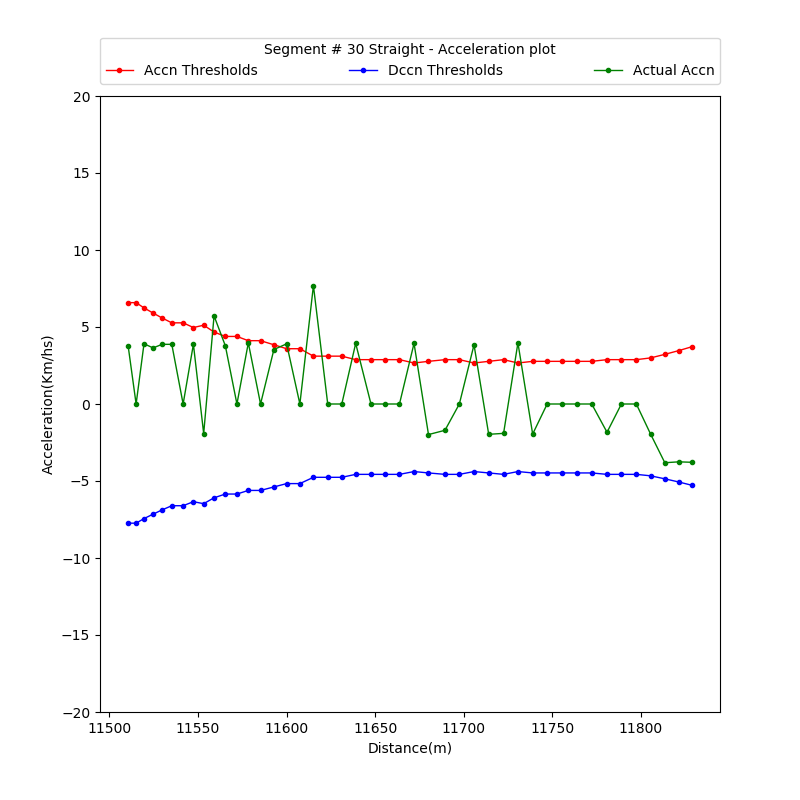 Segment # 30 Straight - Acceleration plot
Accn Thresholds Dccn Thresholds Actual Accn
20
15
10
5
0
−5
−10
−15
−20
Acceleration(Km/hs)
11500 11550 11600 11650 11700 11750 11800
Distance(m)